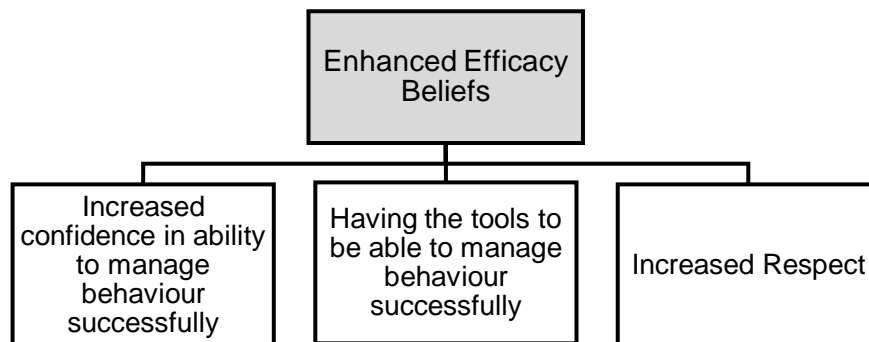 Enhanced Efficacy
Beliefs
Increased
confidence in ability
to manage
behaviour
successfully
Having the tools to
be able to manage
behaviour
successfully
Increased Respect